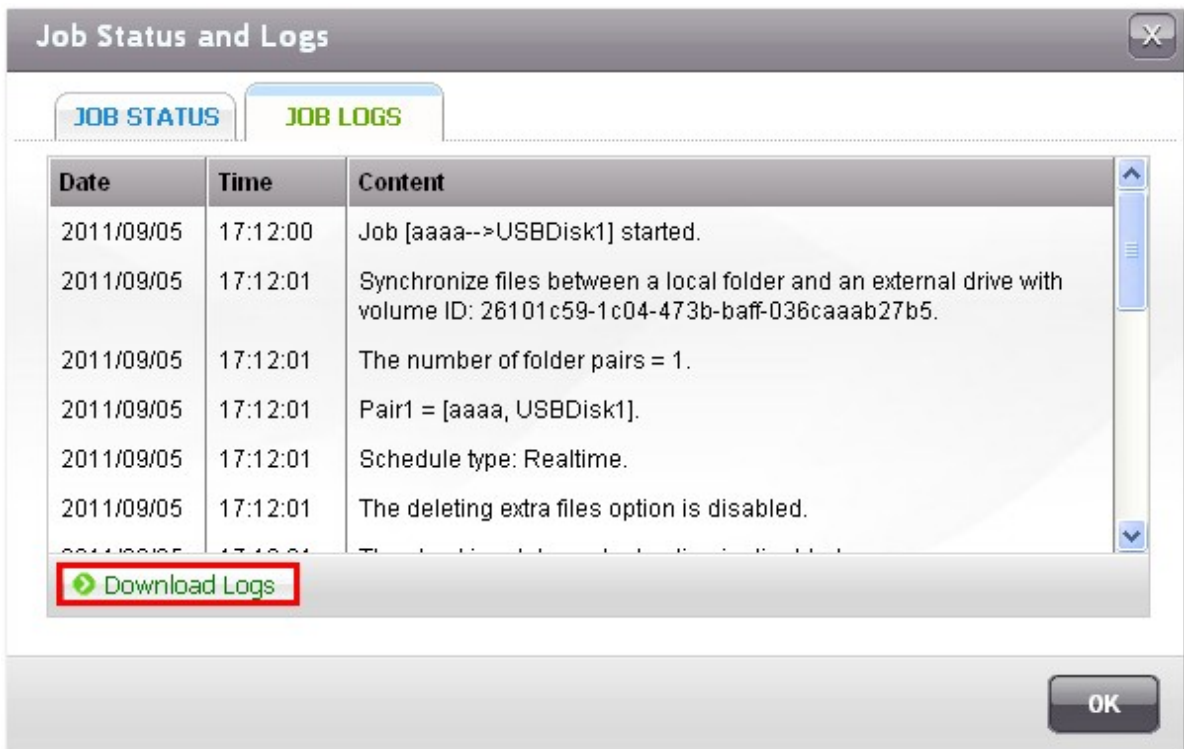 Job Status and Logs
X
JOB STATUS JOB LOGS
Date Time Content
2011/09/05 17:12:00 Job [aaaa-->USBDisk1] started.
2011/09/05 17:12:01 Synchronize files between a local folder and an external drive with
volume ID: 26101c59-1c04-473b-baff-036caaab27b5.
2011/09/05 17:12:01 The number of folder pairs = 1.
2011/09/05 17:12:01 Pair1 = [aaaa, USBDisk1].
2011/09/05 17:12:01 Schedule type: Realtime.
2011/09/05 17:12:01 The deleting extra files option is disabled.
Download Logs
OK